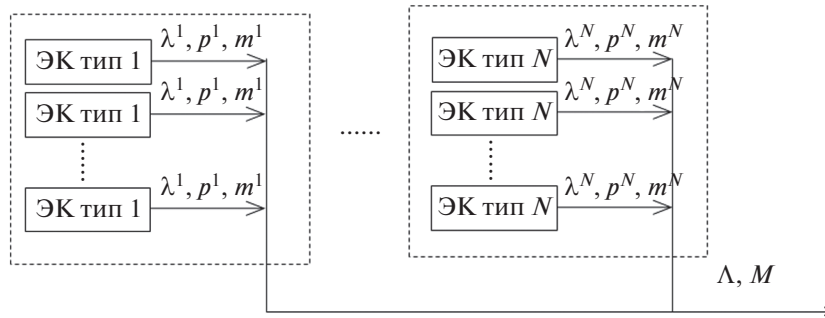 λ¹, p¹, m¹
ЭК тип 1
λ¹, p¹, m¹
ЭК тип 1
λ¹, p¹, m¹
ЭК тип 1
......
λᴺ, pᴺ, mᴺ
ЭК тип N
λᴺ, pᴺ, mᴺ
ЭК тип N
λᴺ, pᴺ, mᴺ
ЭК тип N
Λ, M